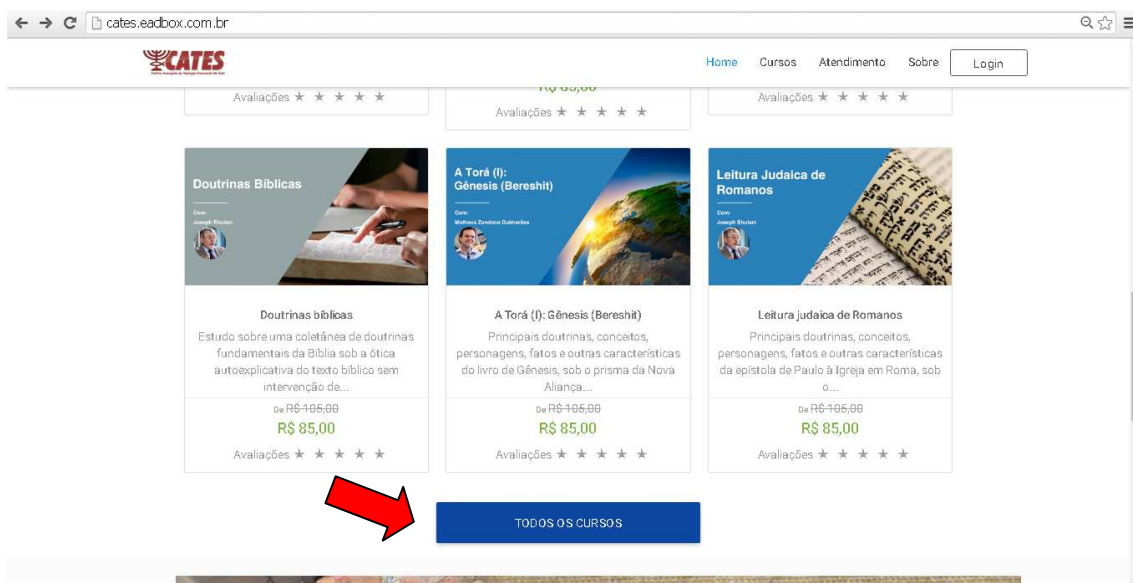 cates.eadbox.com.br
CATES
Home Cursos Atendimento Sobre Login
Avaliações ★ ★ ★ ★ ★
R$ 85,00
Avaliações ★ ★ ★ ★ ★
Avaliações ★ ★ ★ ★ ★
Doutrinas Bíblicas
Com:
Joseph Shulam
A Torá (I):
Gênesis (Bereshit)
Com:
Matheus Zandona Guimarães
Leitura Judaica de
Romanos
Com:
Joseph Shulam
Doutrinas bíblicas
Estudo sobre uma coletânea de doutrinas
fundamentais da Bíblia sob a ótica
autoexplicativa do texto bíblico sem
intervenção de...
De R$ 105,00
R$ 85,00
Avaliações ★ ★ ★ ★ ★
A Torá (I): Gênesis (Bereshit)
Principais doutrinas, conceitos,
personagens, fatos e outras características
do livro de Gênesis, sob o prisma da Nova
Aliança...
De R$ 105,00
R$ 85,00
Avaliações ★ ★ ★ ★ ★
Leitura judaica de Romanos
Principais doutrinas, conceitos,
personagens, fatos e outras características
da epístola de Paulo à Igreja em Roma, sob
o...
De R$ 105,00
R$ 85,00
Avaliações ★ ★ ★ ★ ★
TODOS OS CURSOS